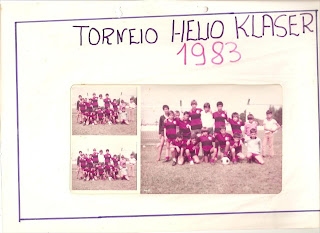 TORNEIO HELIO KLASER
1983